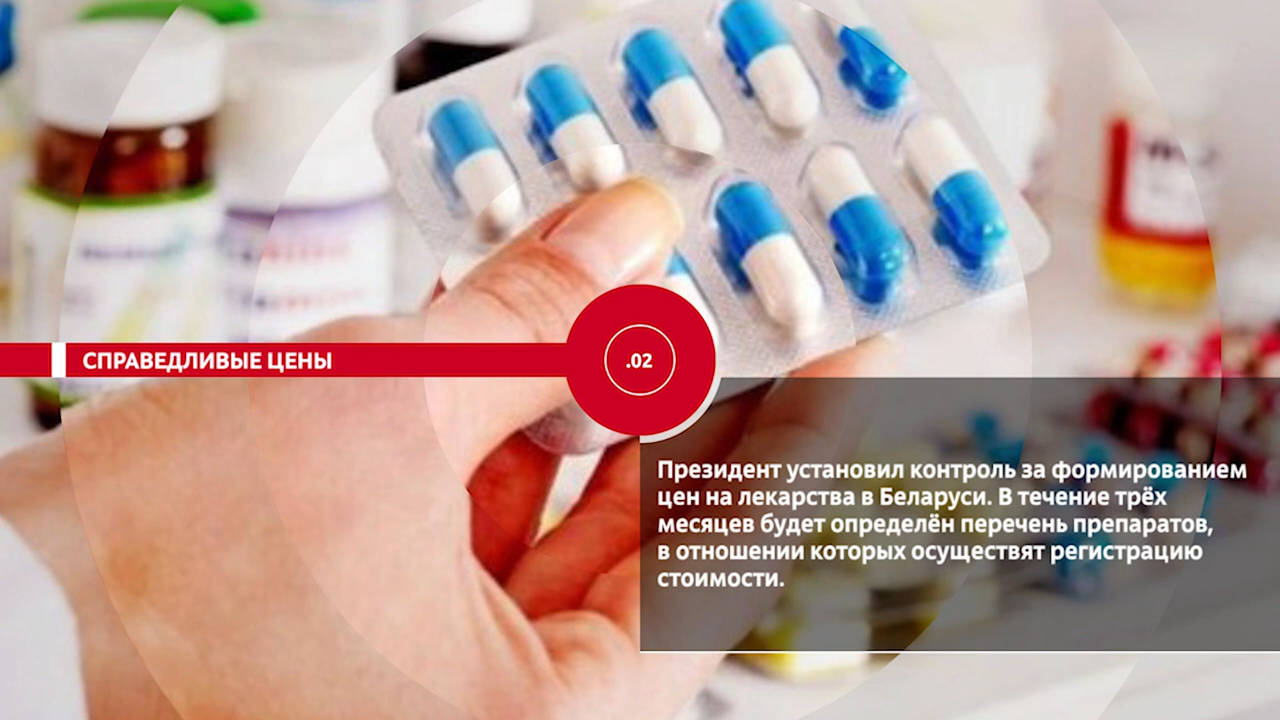 СПРАВЕДЛИВЫЕ ЦЕНЫ
.02
Президент установил контроль за формированием
цен на лекарства в Беларуси. В течение трёх
месяцев будет определён перечень препаратов,
в отношении которых осуществят регистрацию
стоимости.